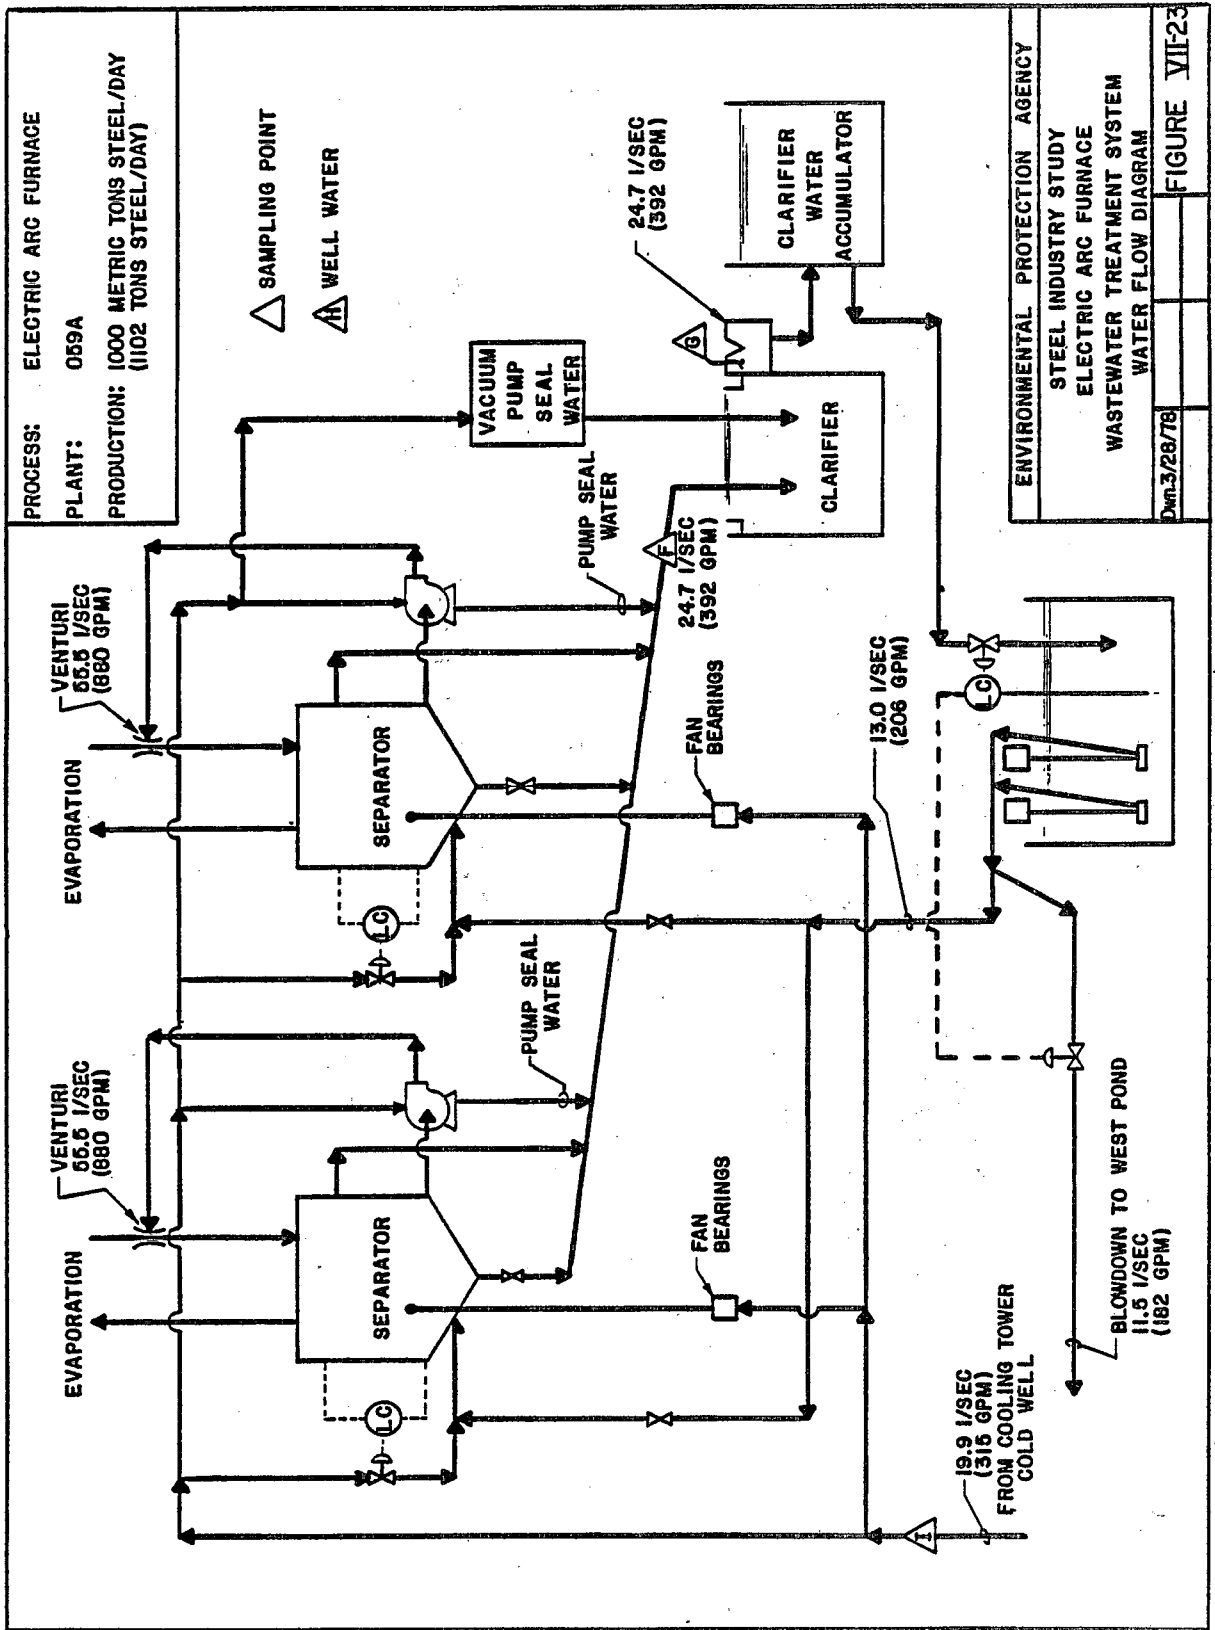 PROCESS: ELECTRIC ARC FURNACE
PLANT: 059A
PRODUCTION: 1000 METRIC TONS STEEL/DAY
(1102 TONS STEEL/DAY)
SAMPLING POINT
H WELL WATER
EVAPORATION
VENTURI
55.5 l/SEC
(880 GPM)
EVAPORATION
VENTURI
55.5 l/SEC
(880 GPM)
LC
SEPARATOR
LC
SEPARATOR
VACUUM
PUMP
SEAL
WATER
PUMP SEAL
WATER
PUMP SEAL
WATER
F
24.7 l/SEC
(392 GPM)
G
24.7 l/SEC
(392 GPM)
CLARIFIER
CLARIFIER
WATER
ACCUMULATOR
FAN
BEARINGS
FAN
BEARINGS
13.0 l/SEC
(206 GPM)
LC
I
19.9 l/SEC
(315 GPM)
FROM COOLING TOWER
COLD WELL
BLOWDOWN TO WEST POND
11.5 l/SEC
(182 GPM)
ENVIRONMENTAL PROTECTION AGENCY
STEEL INDUSTRY STUDY
ELECTRIC ARC FURNACE
WASTEWATER TREATMENT SYSTEM
WATER FLOW DIAGRAM
Dwn.3/28/78
FIGURE VII-23